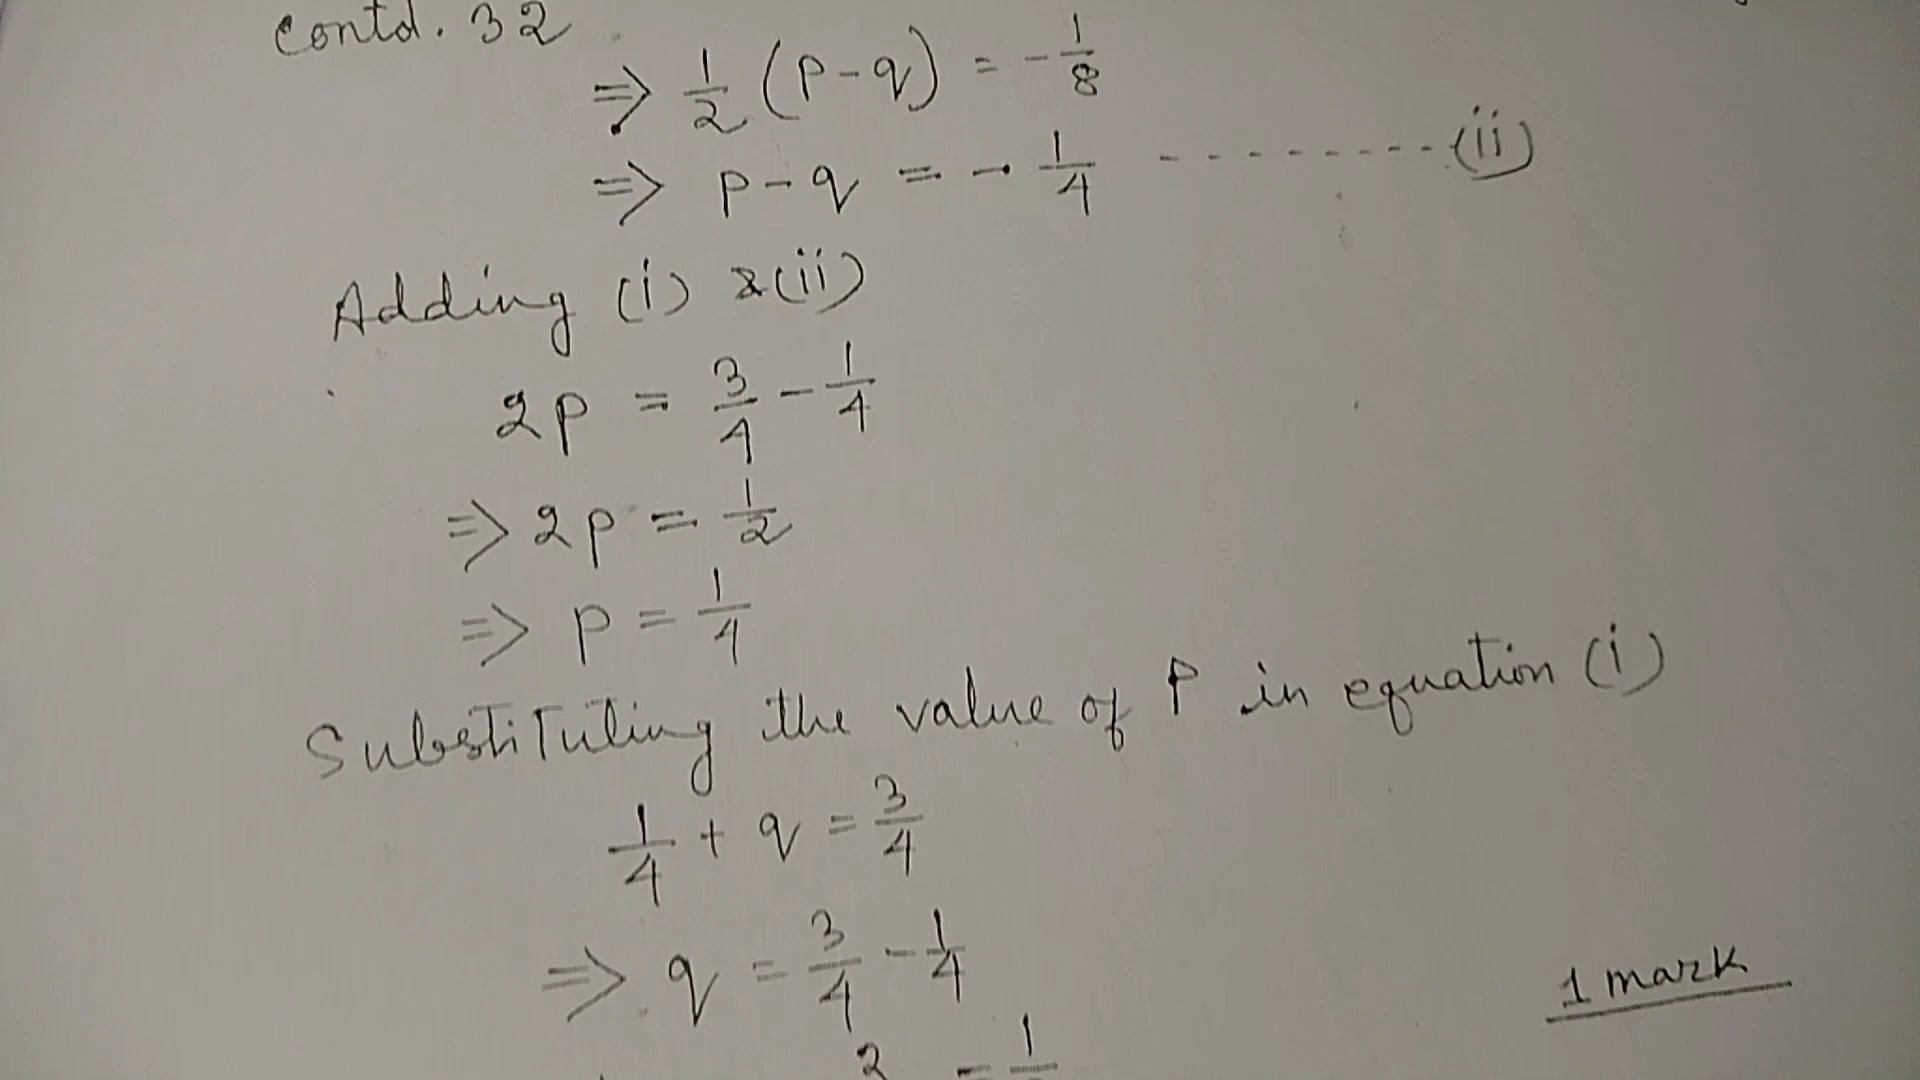 Contd. 32
⇒ 1/2 (p-q) = -1/8
⇒ p-q = -1/4 ---------(ii)
Adding (i) & (ii)
2p = 3/4 - 1/4
⇒ 2p = 1/2
⇒ p = 1/4
Substituting the value of P in equation (i)
1/4 + q = 3/4
⇒ q = 3/4 - 1/4
1 mark